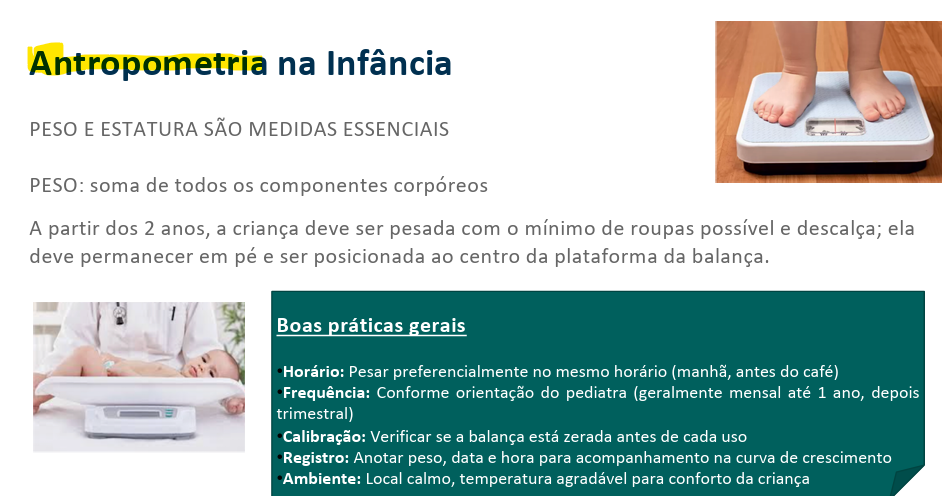 Antropometria na Infância
PESO E ESTATURA SÃO MEDIDAS ESSENCIAIS
PESO: soma de todos os componentes corpóreos
A partir dos 2 anos, a criança deve ser pesada com o mínimo de roupas possível e descalça; ela
deve permanecer em pé e ser posicionada ao centro da plataforma da balança.
Boas práticas gerais
•Horário: Pesar preferencialmente no mesmo horário (manhã, antes do café)
•Frequência: Conforme orientação do pediatra (geralmente mensal até 1 ano, depois
trimestral)
•Calibração: Verificar se a balança está zerada antes de cada uso
•Registro: Anotar peso, data e hora para acompanhamento na curva de crescimento
•Ambiente: Local calmo, temperatura agradável para conforto da criança